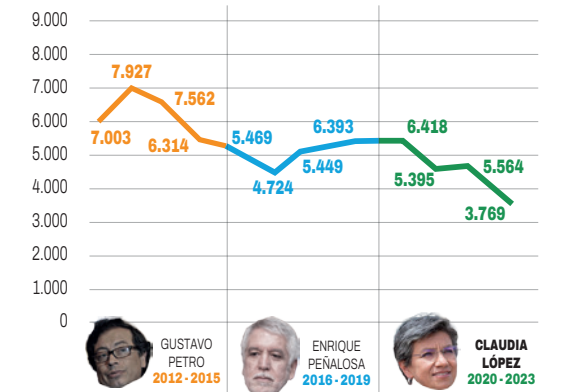 9.000
8.000
7.000
6.000
5.000
4.000
3.000
2.000
1.000
0
7.927
7.562
7.003
6.314
5.469
6.393
4.724
5.449
6.418
5.395
5.564
3.769
GUSTAVO
PETRO
2012 - 2015
ENRIQUE
PEÑALOSA
2016 - 2019
CLAUDIA
LÓPEZ
2020 - 2023